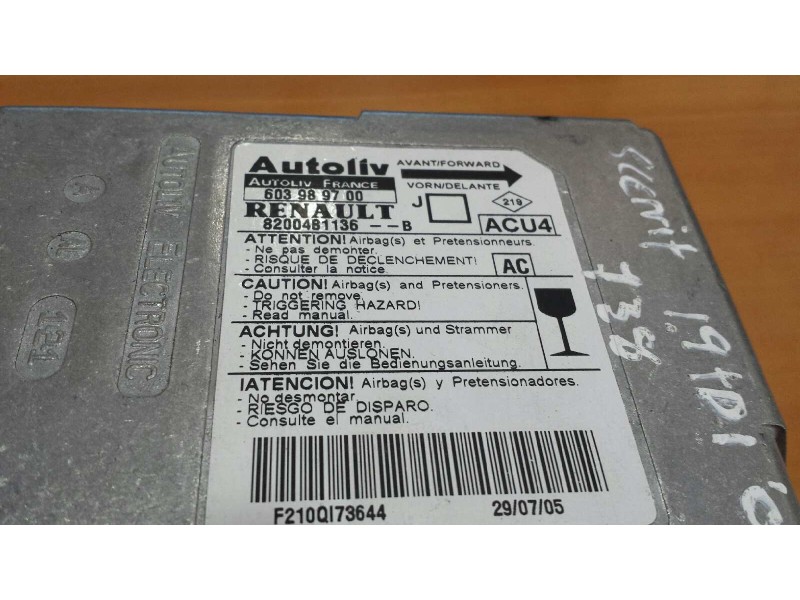 Autoliv
AVANT/FORWARD
AUTOLIV FRANCE
VORN/DELANTE
603 98 97 00
RENAULT
J
219
8200481136 --B
ACU4
ATTENTION! Airbag(s) et Pretensionneurs.
- Ne pas demonter.
- RISQUE DE DECLENCHEMENT!
- Consulter la notice.
AC
CAUTION! Airbag(s) and Pretensioners.
- Do not remove.
- TRIGGERING HAZARD!
- Read manual.
ACHTUNG! Airbag(s) und Strammer
- Nicht demontieren.
- KONNEN AUSLONEN.
- Sehen Sie die Bedienungsanleitung.
¡ATENCION! Airbag(s) y Pretensionadores.
- No desmontar.
- RIESGO DE DISPARO.
- Consulte el manual.
F210QI73644
29/07/05
AUTOLIV ELECTRONIC
121
1.9 tDI